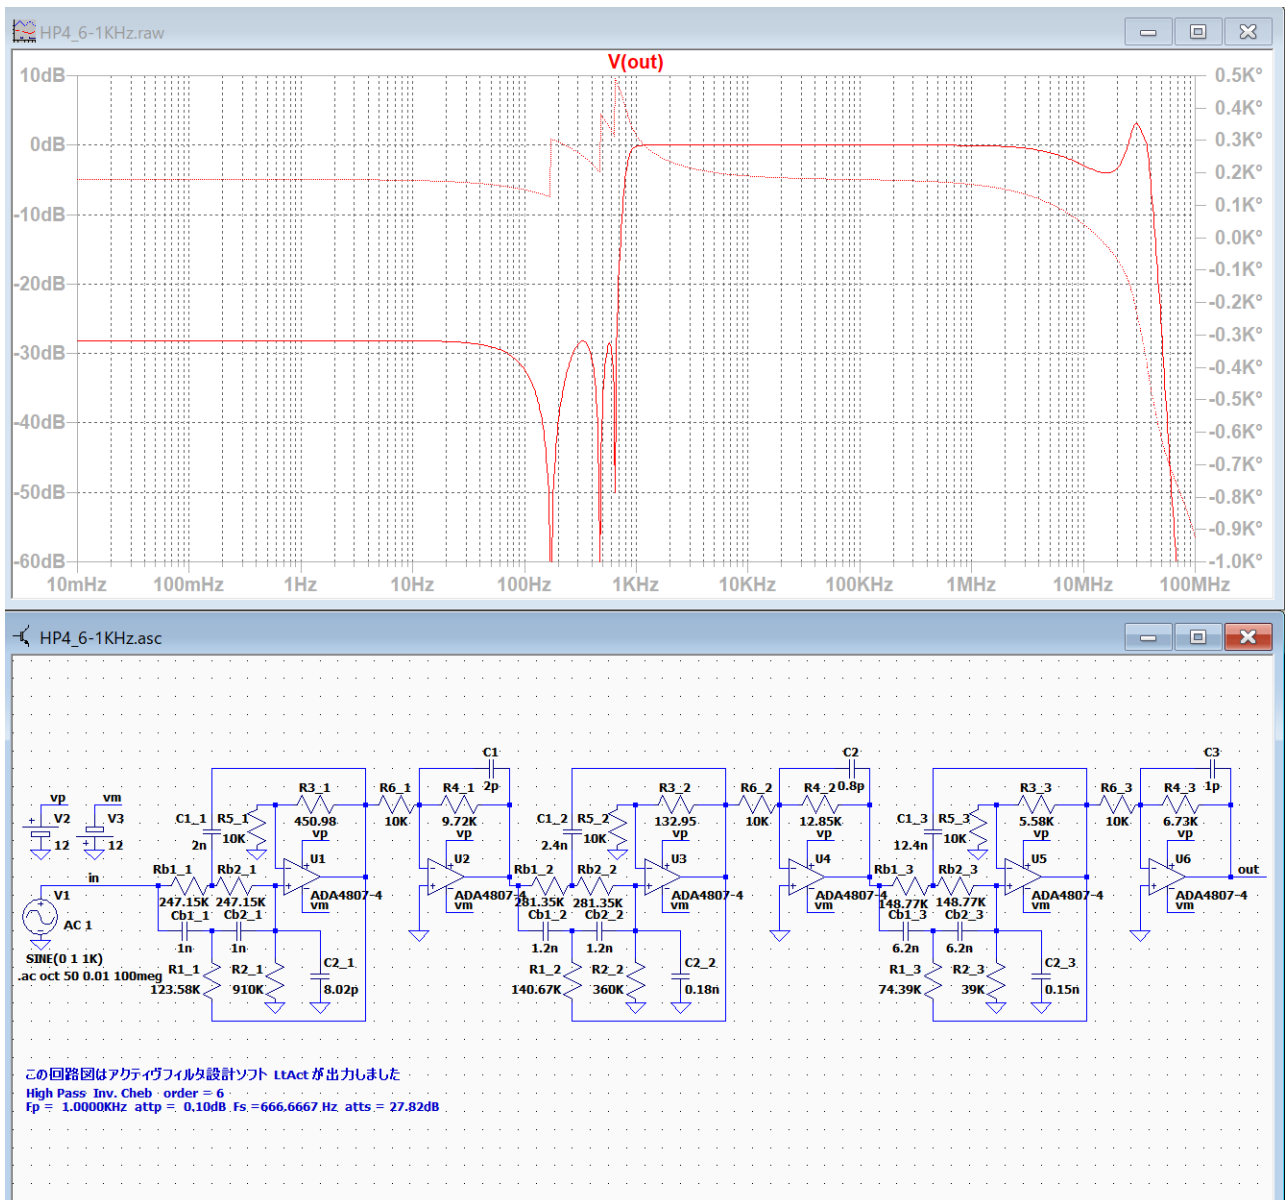 HP4_6-1KHz.raw
V(out)
10dB
0dB
-10dB
-20dB
-30dB
-40dB
-50dB
-60dB
0.5K°
0.4K°
0.3K°
0.2K°
0.1K°
0.0K°
-0.1K°
-0.2K°
-0.3K°
-0.4K°
-0.5K°
-0.6K°
-0.7K°
-0.8K°
-0.9K°
-1.0K°
10mHz 100mHz 1Hz 10Hz 100Hz 1KHz 10KHz 100KHz 1MHz 10MHz 100MHz
HP4_6-1KHz.asc
C1 C2 C3
2p 0.8p 1p
R3_1 R6_1 R4_1 R3_2 R6_2 R4_2 R3_3 R6_3 R4_3
vp vm
V2 V3
C1_1 R5_1 450.98 10K 9.72K C1_2 R5_2 132.95 10K 12.85K C1_3 R5_3 5.58K 10K 6.73K
10K vp vp 10K vp vp 10K vp vp
12 12 2n 2.4n 12.4n
U1 U2 U3 U4 U5 U6
in Rb1_1 Rb2_1 Rb1_2 Rb2_2 Rb1_3 Rb2_3 out
V1 ADA4807-4 ADA4807-4 ADA4807-4 ADA4807-4 ADA4807-4 ADA4807-4
247.15K 247.15K vm vm 281.35K 281.35K vm vm 148.77K 148.77K vm vm
Cb1_1 Cb2_1 Cb1_2 Cb2_2 Cb1_3 Cb2_3
AC 1
1n 1n 1.2n 1.2n 6.2n 6.2n
SINE(0 1 1K)
R1_1 R2_1 C2_1 R1_2 R2_2 C2_2 R1_3 R2_3 C2_3
.ac oct 50 0.01 100meg
123.58K 910K 8.02p 140.67K 360K 0.18n 74.39K 39K 0.15n
この回路図はアクティヴフィルタ設計ソフト LtAct が出力しました
High Pass Inv. Cheb order = 6
Fp = 1.0000KHz attp = 0.10dB Fs =666.6667 Hz atts = 27.82dB